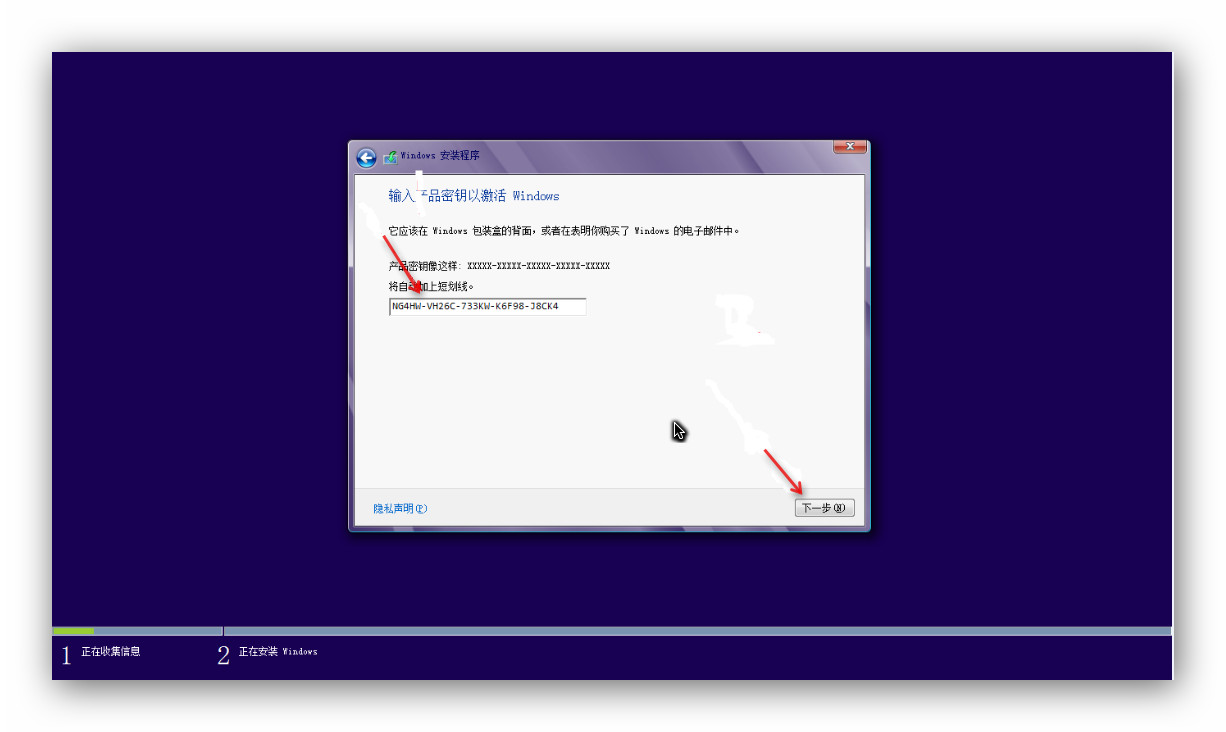 Windows 安装程序
输入产品密钥以激活 Windows
它应该在 Windows 包装盒的背面，或者在表明你购买了 Windows 的电子邮件中。
产品密钥像这样: XXXXX-XXXXX-XXXXX-XXXXX-XXXXX
将自动加上短划线。
NG4HW-VH26C-733KW-K6F98-J8CK4
隐私声明(P)
下一步(N)
1 正在收集信息
2 正在安装 Windows